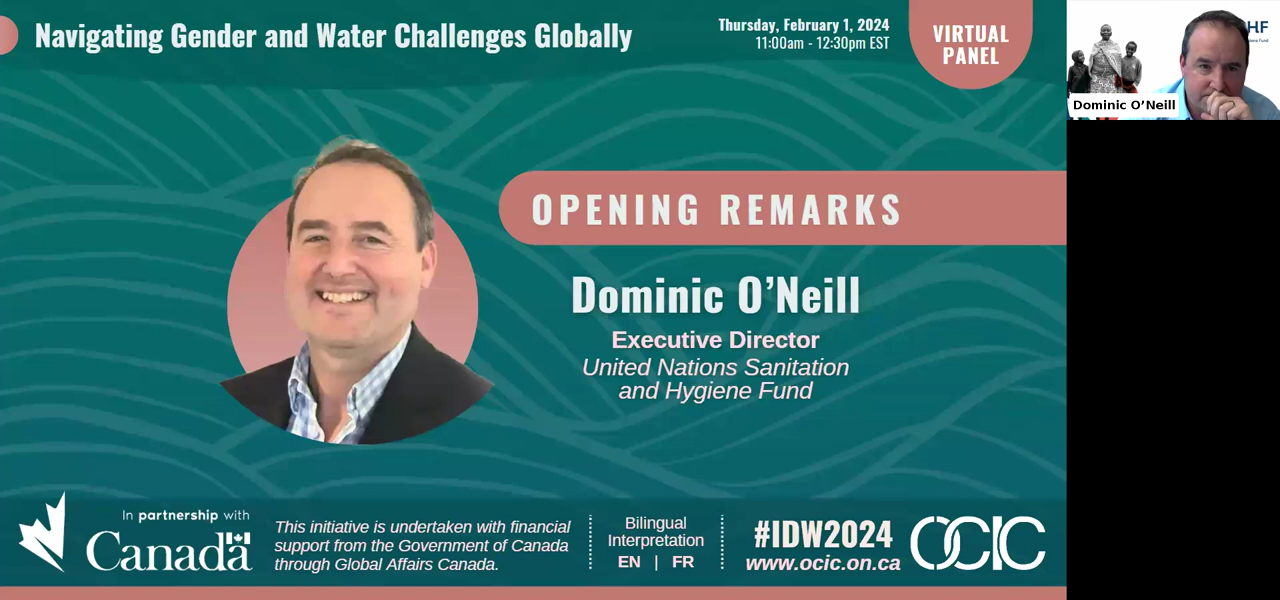 Navigating Gender and Water Challenges Globally
Thursday, February 1, 2024
11:00am - 12:30pm EST
VIRTUAL
PANEL
HF
Dominic O’Neill
OPENING REMARKS
Dominic O’Neill
Executive Director
United Nations Sanitation
and Hygiene Fund
In partnership with
Canada
This initiative is undertaken with financial
support from the Government of Canada
through Global Affairs Canada.
Bilingual
Interpretation
EN | FR
#IDW2024
www.ocic.on.ca
OCIC